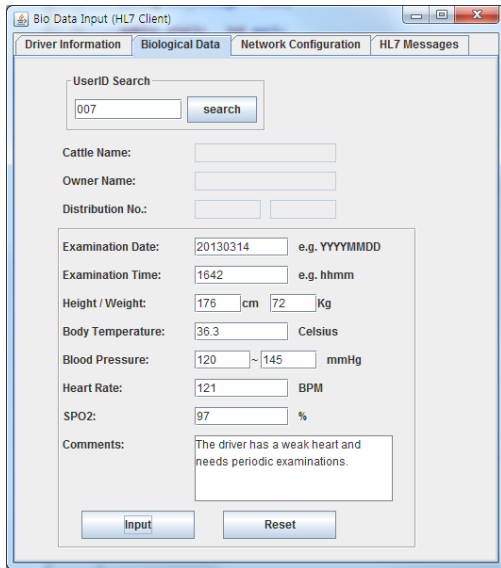 Bio Data Input (HL7 Client)
Driver Information Biological Data Network Configuration HL7 Messages
UserID Search
007 search
Cattle Name:
Owner Name:
Distribution No.:
Examination Date: 20130314 e.g. YYYYMMDD
Examination Time: 1642 e.g. hhmm
Height / Weight: 176 cm 72 Kg
Body Temperature: 36.3 Celsius
Blood Pressure: 120 ~ 145 mmHg
Heart Rate: 121 BPM
SPO2: 97 %
Comments: The driver has a weak heart and
needs periodic examinations.
Input Reset